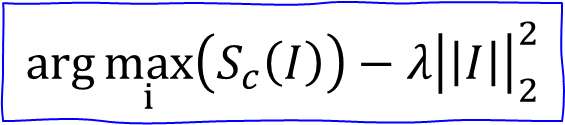 arg max_i (S_c(I)) − λ||I||_2^2